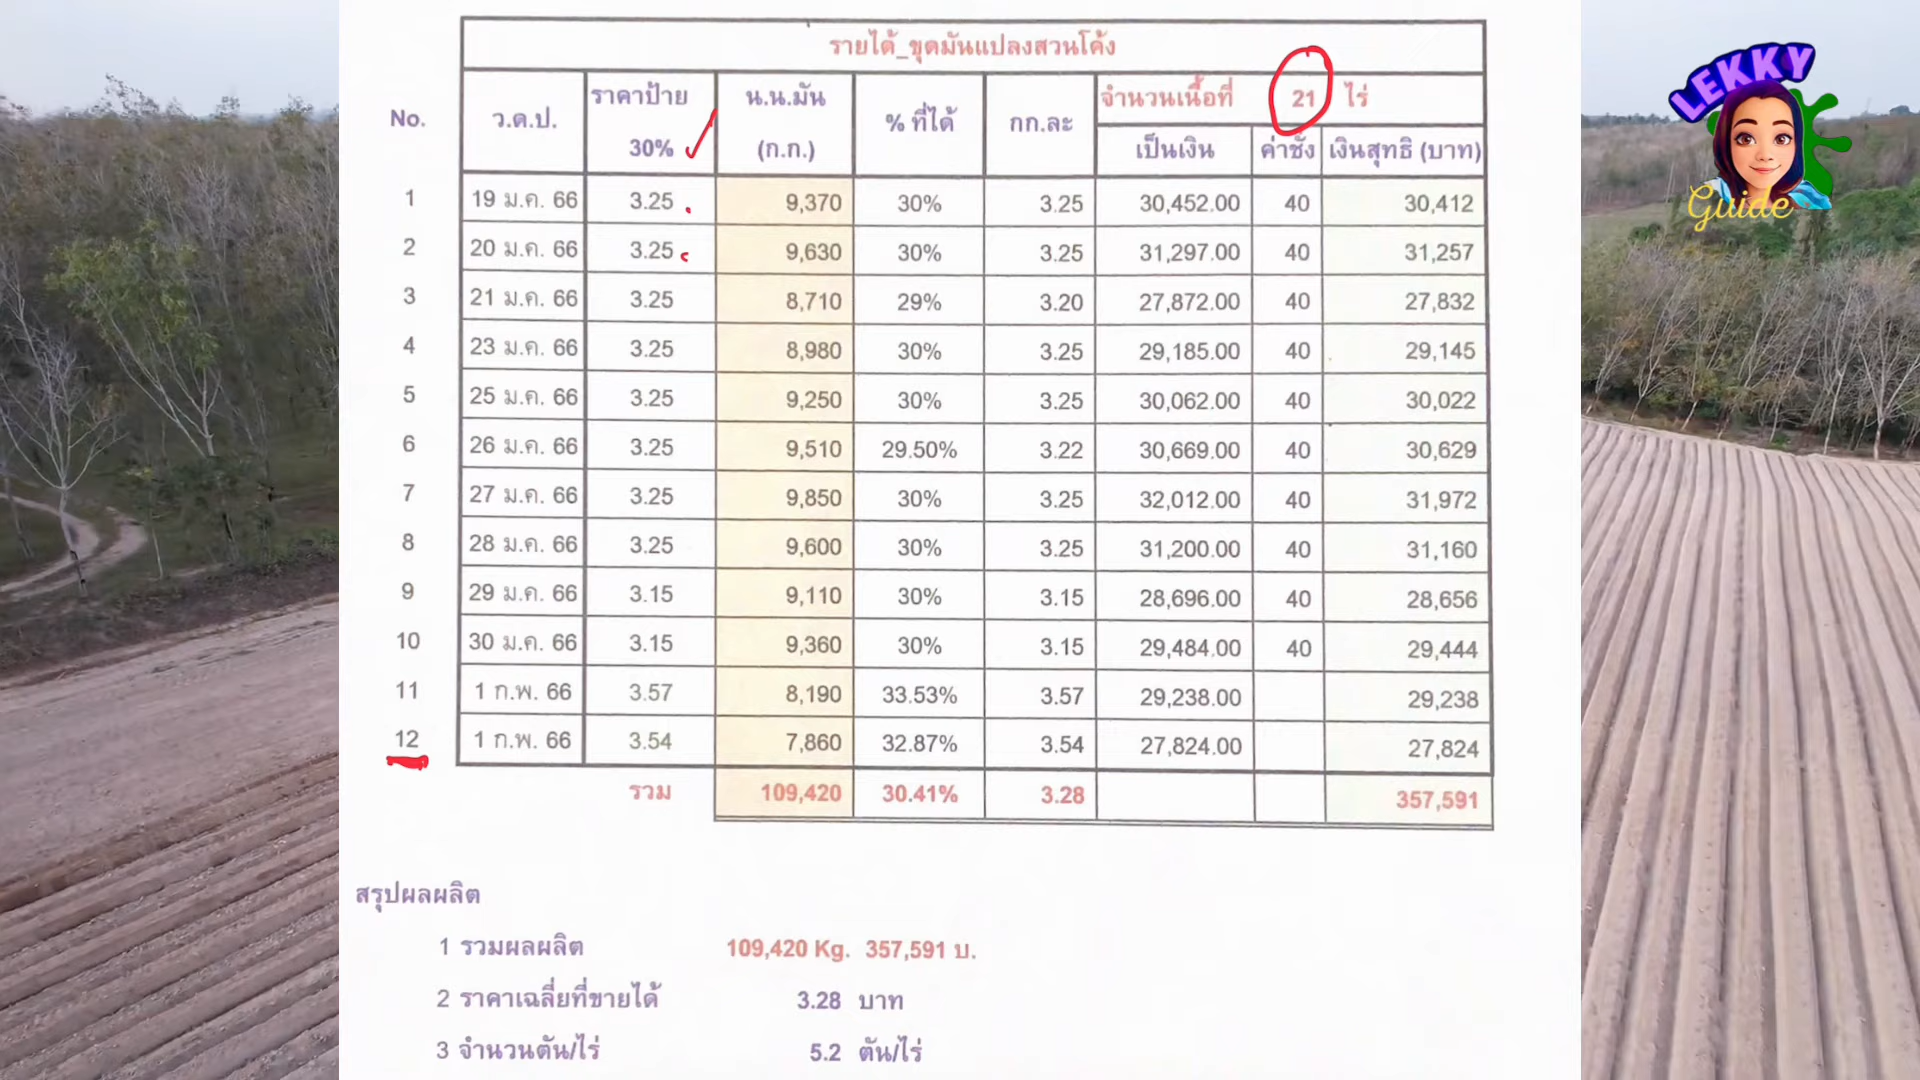 รายได้_ขุดมันแปลงสวนโค้ง
No. ว.ด.ป. ราคาป้าย 30% น.น.มัน (ก.ก.) % ที่ได้ กก.ละ จำนวนเนื้อที่ 21 ไร่
เป็นเงิน ค่าชั่ง เงินสุทธิ (บาท)
1 19 ม.ค. 66 3.25 9,370 30% 3.25 30,452.00 40 30,412
2 20 ม.ค. 66 3.25 9,630 30% 3.25 31,297.00 40 31,257
3 21 ม.ค. 66 3.25 8,710 29% 3.20 27,872.00 40 27,832
4 23 ม.ค. 66 3.25 8,980 30% 3.25 29,185.00 40 29,145
5 25 ม.ค. 66 3.25 9,250 30% 3.25 30,062.00 40 30,022
6 26 ม.ค. 66 3.25 9,510 29.50% 3.22 30,669.00 40 30,629
7 27 ม.ค. 66 3.25 9,850 30% 3.25 32,012.00 40 31,972
8 28 ม.ค. 66 3.25 9,600 30% 3.25 31,200.00 40 31,160
9 29 ม.ค. 66 3.15 9,110 30% 3.15 28,696.00 40 28,656
10 30 ม.ค. 66 3.15 9,360 30% 3.15 29,484.00 40 29,444
11 1 ก.พ. 66 3.57 8,190 33.53% 3.57 29,238.00 29,238
12 1 ก.พ. 66 3.54 7,860 32.87% 3.54 27,824.00 27,824
รวม 109,420 30.41% 3.28 357,591
สรุปผลผลิต
1 รวมผลผลิต 109,420 Kg. 357,591 บ.
2 ราคาเฉลี่ยที่ขายได้ 3.28 บาท
3 จำนวนตัน/ไร่ 5.2 ตัน/ไร่
LEKKY
Guide